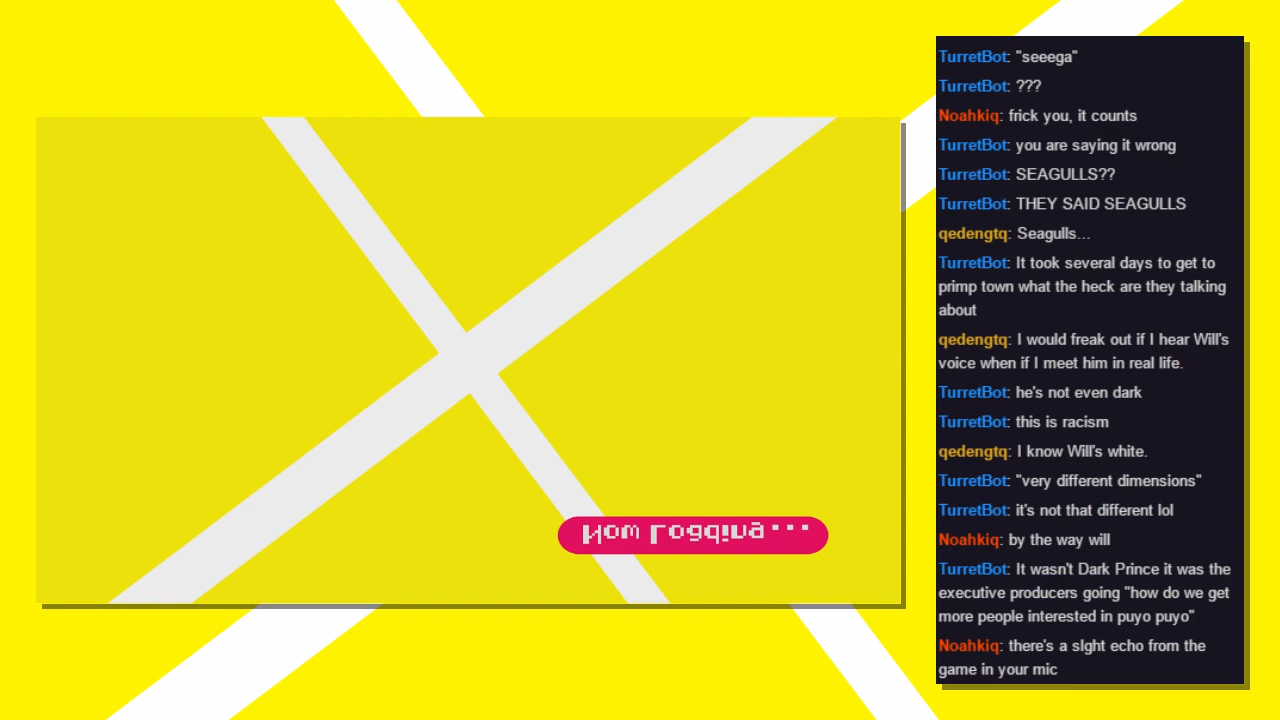 Now Loading...
TurretBot: "seeega"
TurretBot: ???
Noahkiq: frick you, it counts
TurretBot: you are saying it wrong
TurretBot: SEAGULLS??
TurretBot: THEY SAID SEAGULLS
qedengtq: Seagulls...
TurretBot: It took several days to get to
primp town what the heck are they talking
about
qedengtq: I would freak out if I hear Will's
voice when if I meet him in real life.
TurretBot: he's not even dark
TurretBot: this is racism
qedengtq: I know Will's white.
TurretBot: "very different dimensions"
TurretBot: it's not that different lol
Noahkiq: by the way will
TurretBot: It wasn't Dark Prince it was the
executive producers going "how do we get
more people interested in puyo puyo"
Noahkiq: there's a slght echo from the
game in your mic